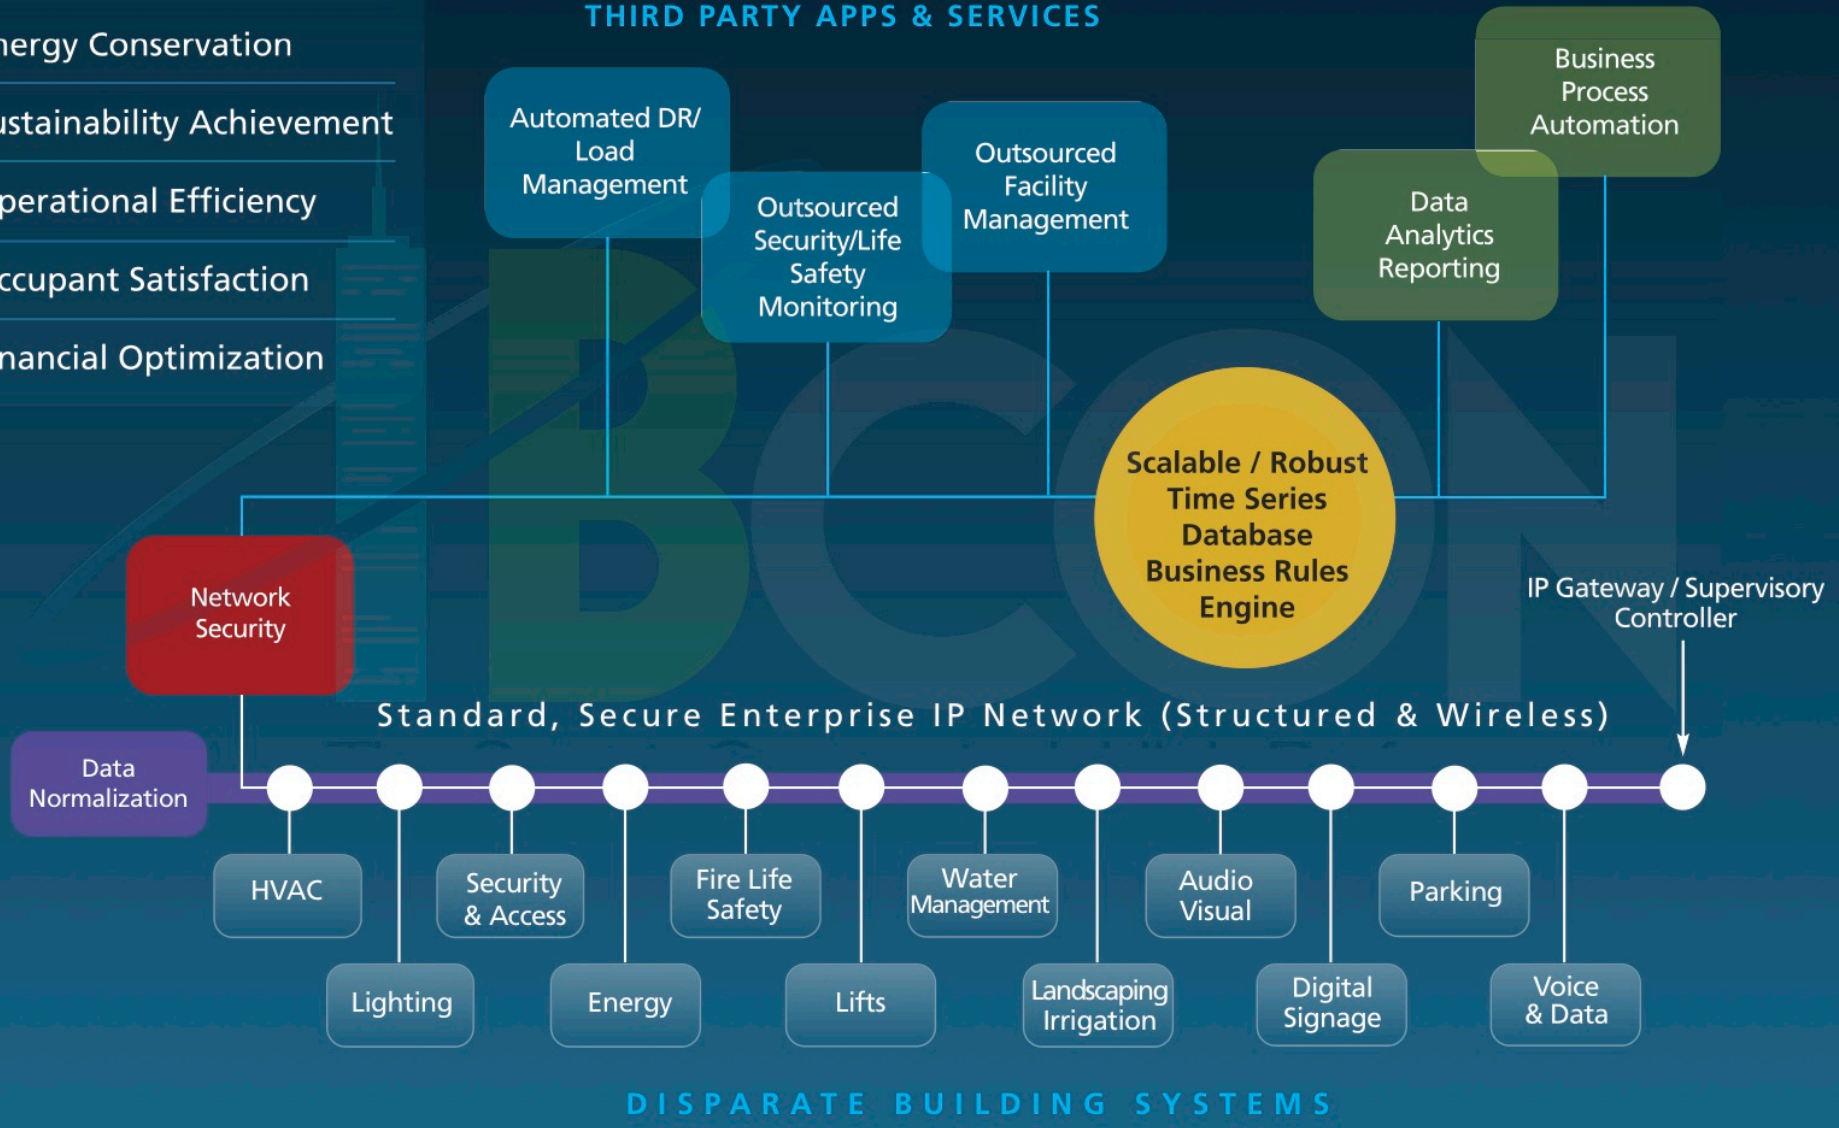 THIRD PARTY APPS & SERVICES
nergy Conservation
ustainability Achievement
perational Efficiency
ccupant Satisfaction
nancial Optimization
Automated DR/
Load
Management
Outsourced
Security/Life
Safety
Monitoring
Outsourced
Facility
Management
Data
Analytics
Reporting
Business
Process
Automation
BCON
Scalable / Robust
Time Series
Database
Business Rules
Engine
Network
Security
IP Gateway / Supervisory
Controller
Standard, Secure Enterprise IP Network (Structured & Wireless)
Data
Normalization
HVAC
Lighting
Security
& Access
Energy
Fire Life
Safety
Lifts
Water
Management
Landscaping
Irrigation
Audio
Visual
Digital
Signage
Parking
Voice
& Data
DISPARATE BUILDING SYSTEMS